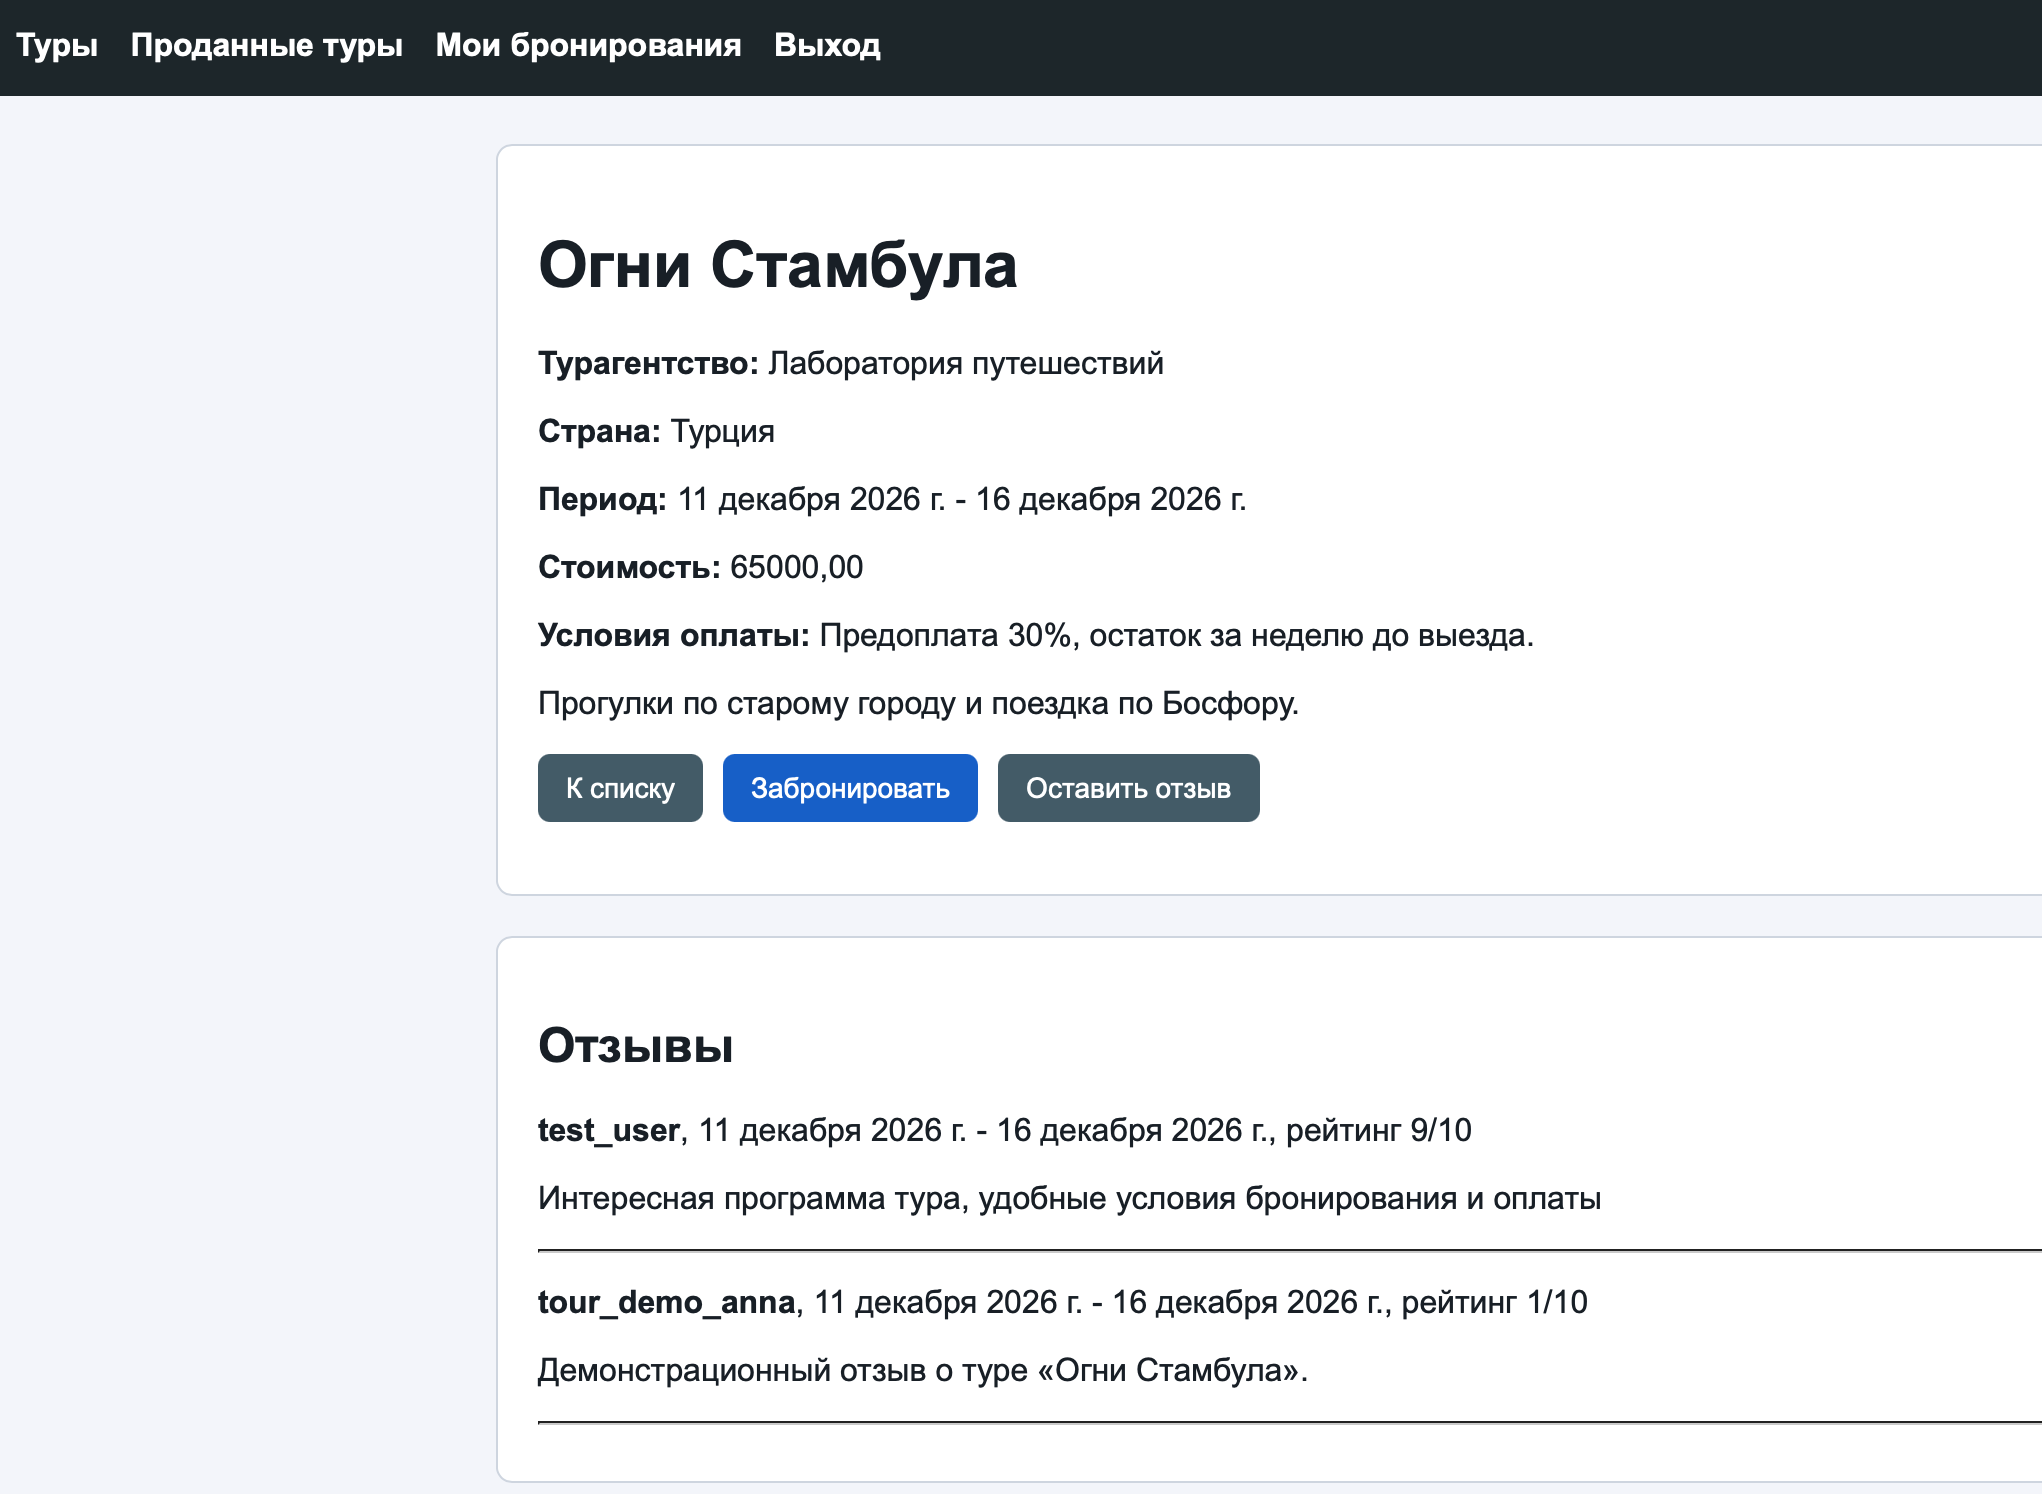 Туры Проданные туры Мои бронирования Выход
Огни Стамбула
Турагентство: Лаборатория путешествий
Страна: Турция
Период: 11 декабря 2026 г. - 16 декабря 2026 г.
Стоимость: 65000,00
Условия оплаты: Предоплата 30%, остаток за неделю до выезда.
Прогулки по старому городу и поездка по Босфору.
К списку Забронировать Оставить отзыв
Отзывы
test_user, 11 декабря 2026 г. - 16 декабря 2026 г., рейтинг 9/10
Интересная программа тура, удобные условия бронирования и оплаты
tour_demo_anna, 11 декабря 2026 г. - 16 декабря 2026 г., рейтинг 1/10
Демонстрационный отзыв о туре «Огни Стамбула».